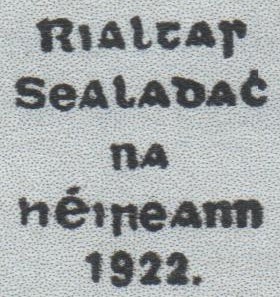 Rialtas
Sealadaċ
na
hÉireann
1922.